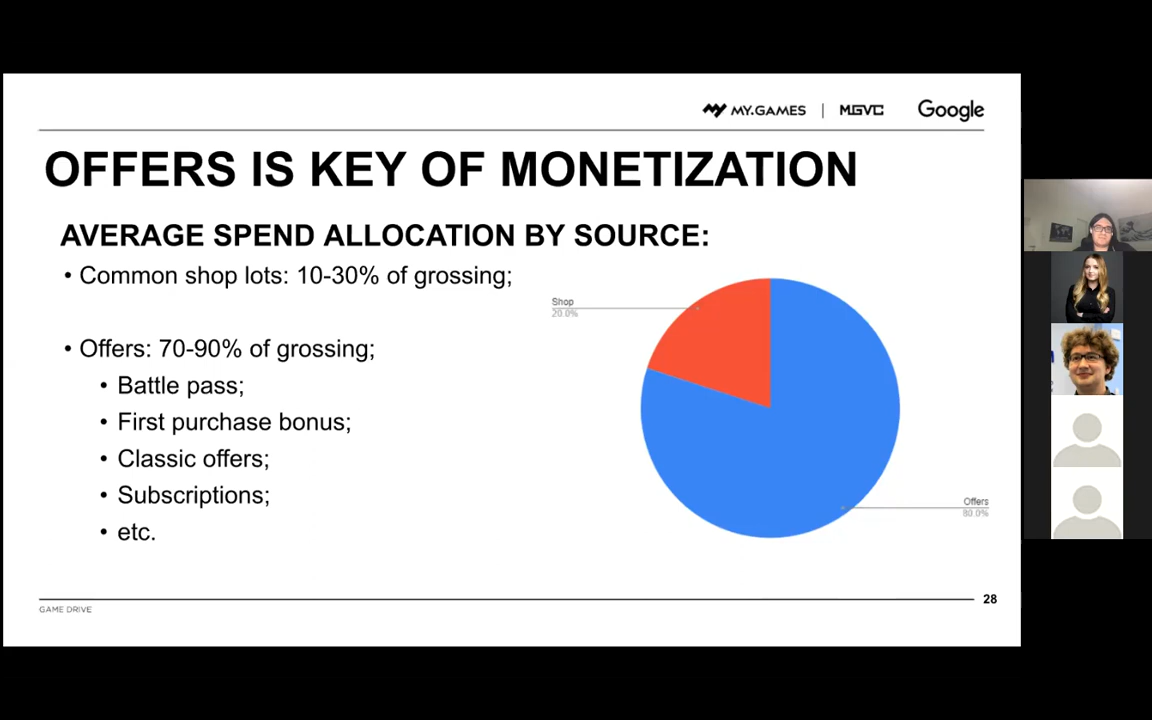 MY.GAMES | MGVC Google
OFFERS IS KEY OF MONETIZATION
AVERAGE SPEND ALLOCATION BY SOURCE:
• Common shop lots: 10-30% of grossing;
• Offers: 70-90% of grossing;
• Battle pass;
• First purchase bonus;
• Classic offers;
• Subscriptions;
• etc.
Shop
20.0%
Offers
80.0%
GAME DRIVE
28